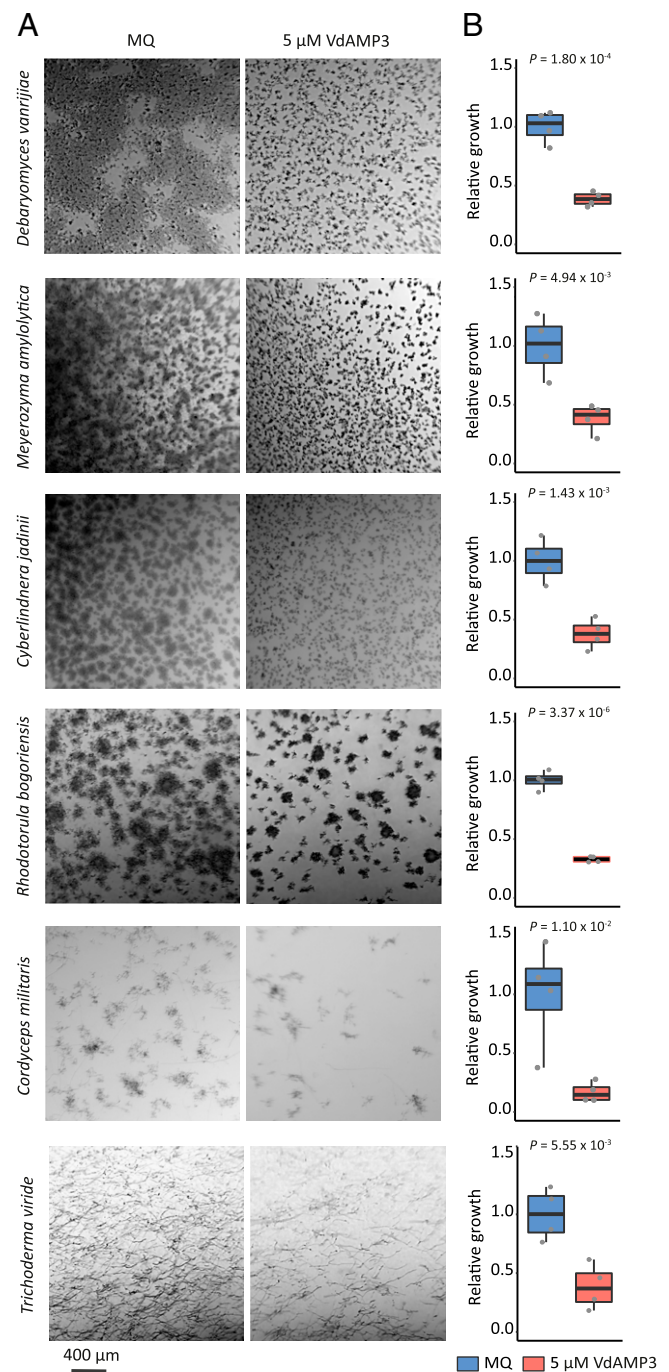 A
B
MQ
5 µM VdAMP3
Debaryomyces vanrijiae
Relative growth
1.5
1.0
0.5
0.0
P = 1.80 x 10-4
Meyerozyma amylolytica
Relative growth
1.5
1.0
0.5
0.0
P = 4.94 x 10-3
Cyberlindnera jadinii
Relative growth
1.5
1.0
0.5
0.0
P = 1.43 x 10-3
Rhodotorula bogoriensis
Relative growth
1.5
1.0
0.5
0.0
P = 3.37 x 10-6
Cordyceps militaris
Relative growth
1.5
1.0
0.5
0.0
P = 1.10 x 10-2
Trichoderma viride
Relative growth
1.5
1.0
0.5
0.0
P = 5.55 x 10-3
400 µm
MQ
5 µM VdAMP3